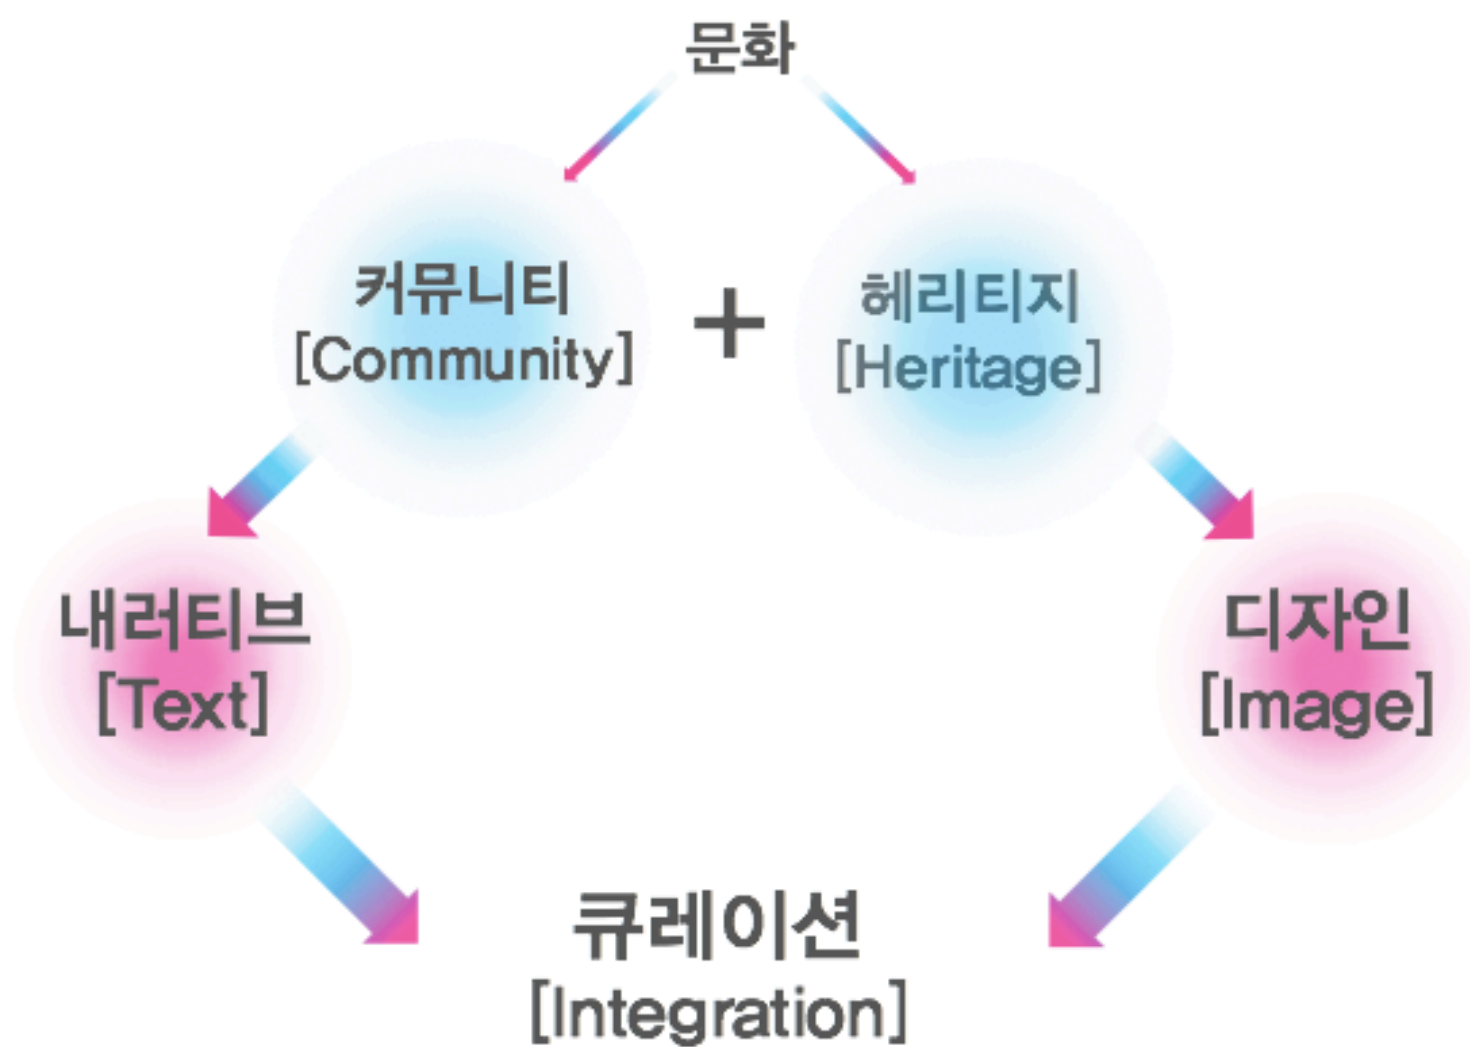 문화
커뮤니티
[Community]
+
헤리티지
[Heritage]
내러티브
[Text]
디자인
[Image]
큐레이션
[Integration]